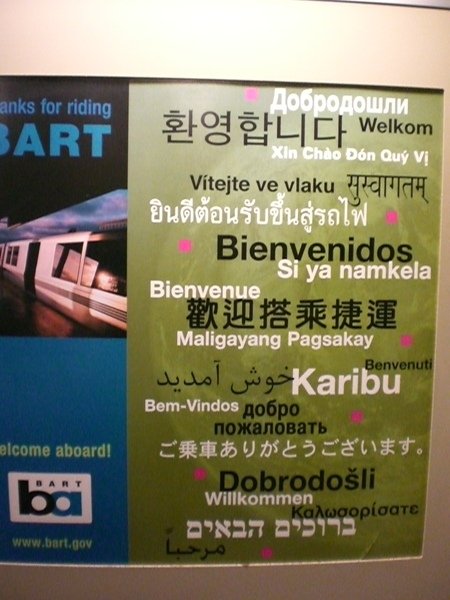 anks for riding
BART
elcome aboard!
BART
ba
www.bart.gov
Добродошли
환영합니다
Welkom
Xin Chào Đón Quý Vị
Vítejte ve vlaku
सुस्वागतम्
ยินดีต้อนรับขึ้นสู่รถไฟ
Bienvenidos
Si ya namkela
Bienvenue
歡迎搭乘捷運
Maligayang Pagsakay
Benvenuti
خوش آمدید
Karibu
Bem-Vindos
добро
пожаловать
ご乗車ありがとうございます。
Dobrodošli
Willkommen
Καλωσορίσατε
ברוכים הבאים
مرحباً